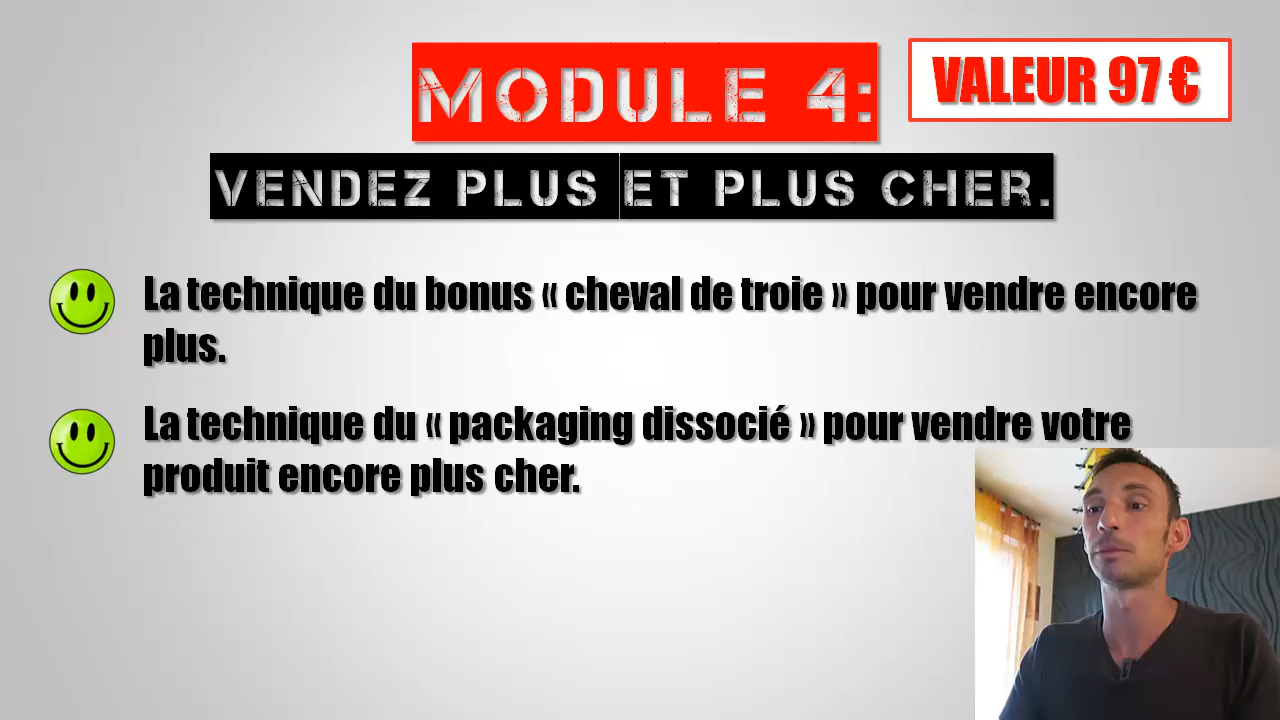 MODULE 4:
VALEUR 97 €
VENDEZ PLUS ET PLUS CHER.
La technique du bonus « cheval de troie » pour vendre encore
plus.
La technique du « packaging dissocié » pour vendre votre
produit encore plus cher.